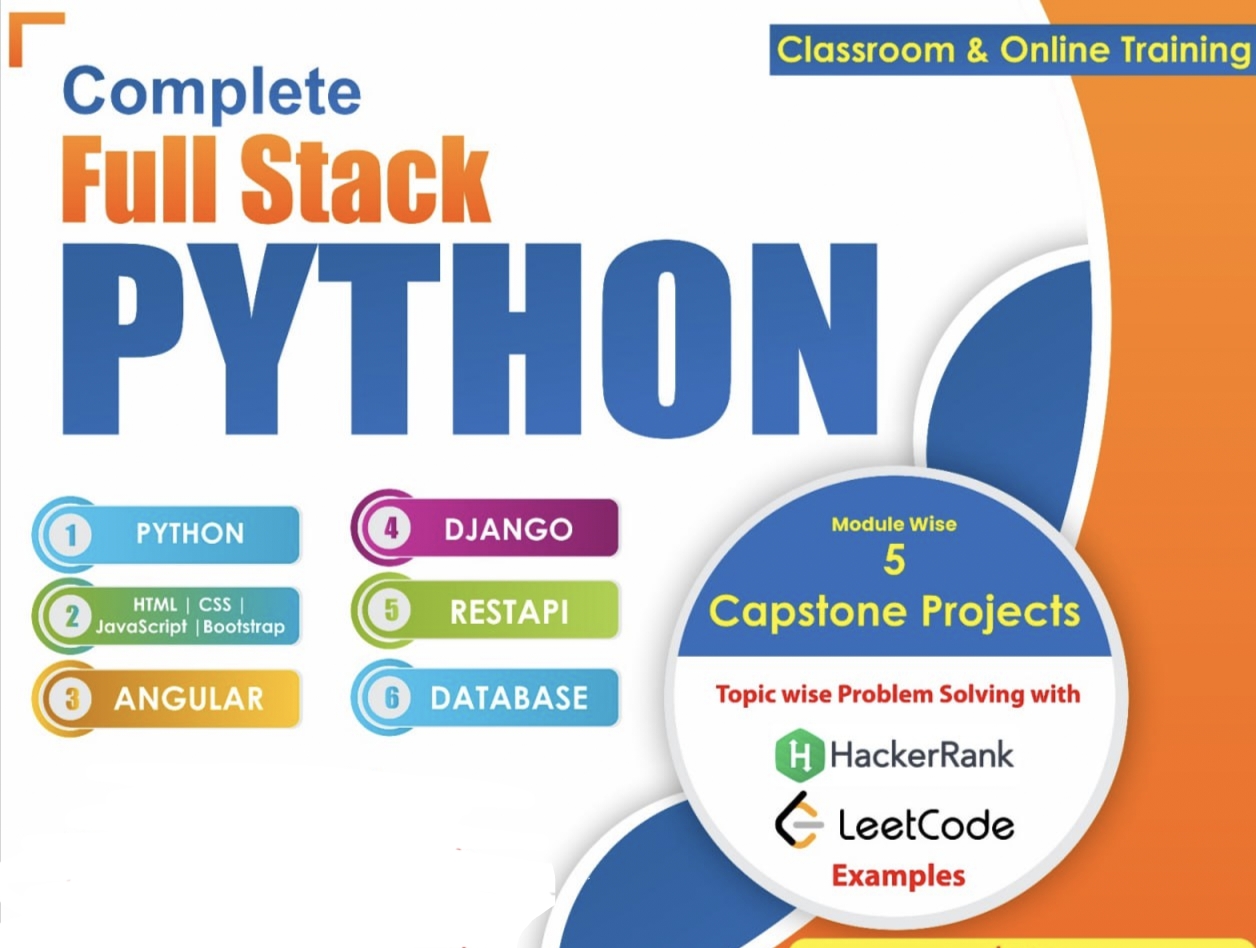 Classroom & Online Training
Complete
Full Stack
PYTHON
1 PYTHON
2 HTML | CSS |
JavaScript | Bootstrap
3 ANGULAR
4 DJANGO
5 RESTAPI
6 DATABASE
Module Wise
5
Capstone Projects
Topic wise Problem Solving with
HackerRank
LeetCode
Examples